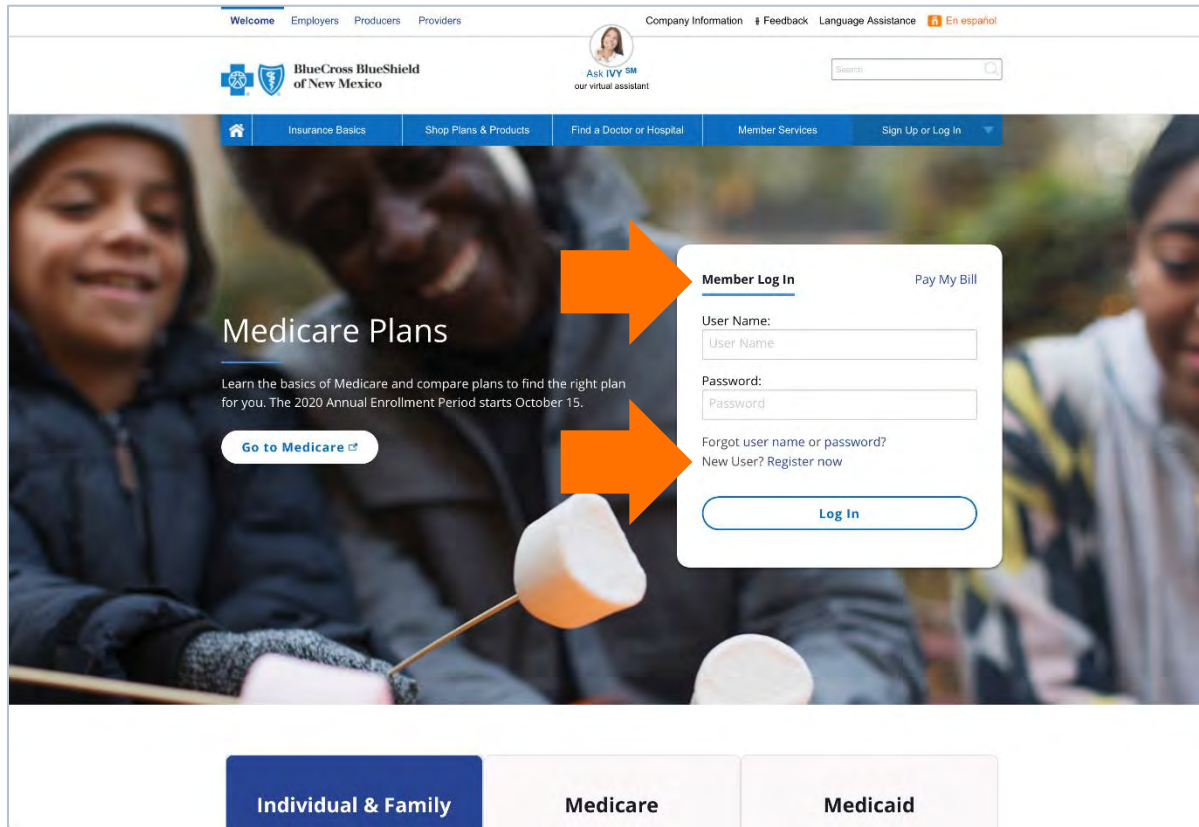 Welcome Employers Producers Providers Company Information Feedback Language Assistance En español
BlueCross BlueShield
of New Mexico
Ask IVY SM
our virtual assistant
Search
Insurance Basics Shop Plans & Products Find a Doctor or Hospital Member Services Sign Up or Log In
Medicare Plans
Learn the basics of Medicare and compare plans to find the right plan
for you. The 2020 Annual Enrollment Period starts October 15.
Go to Medicare
Member Log In Pay My Bill
User Name:
User Name
Password:
Password
Forgot user name or password?
New User? Register now
Log In
Individual & Family Medicare Medicaid